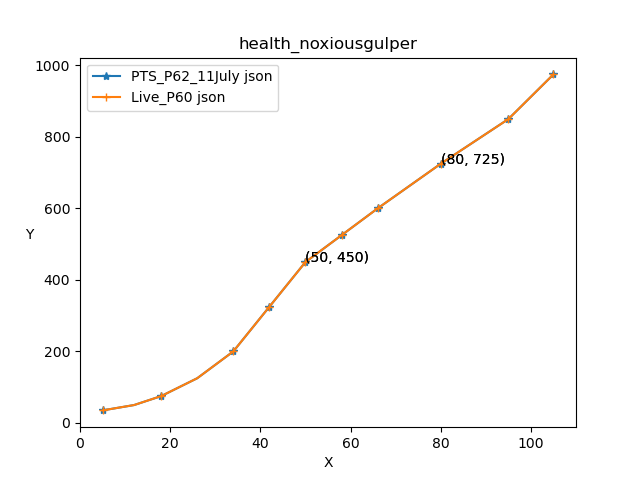 health_noxiousgulper
PTS_P62_11July json
Live_P60 json
1000
800
600
400
200
0
Y
(80, 725)
(50, 450)
0 20 40 60 80 100
X